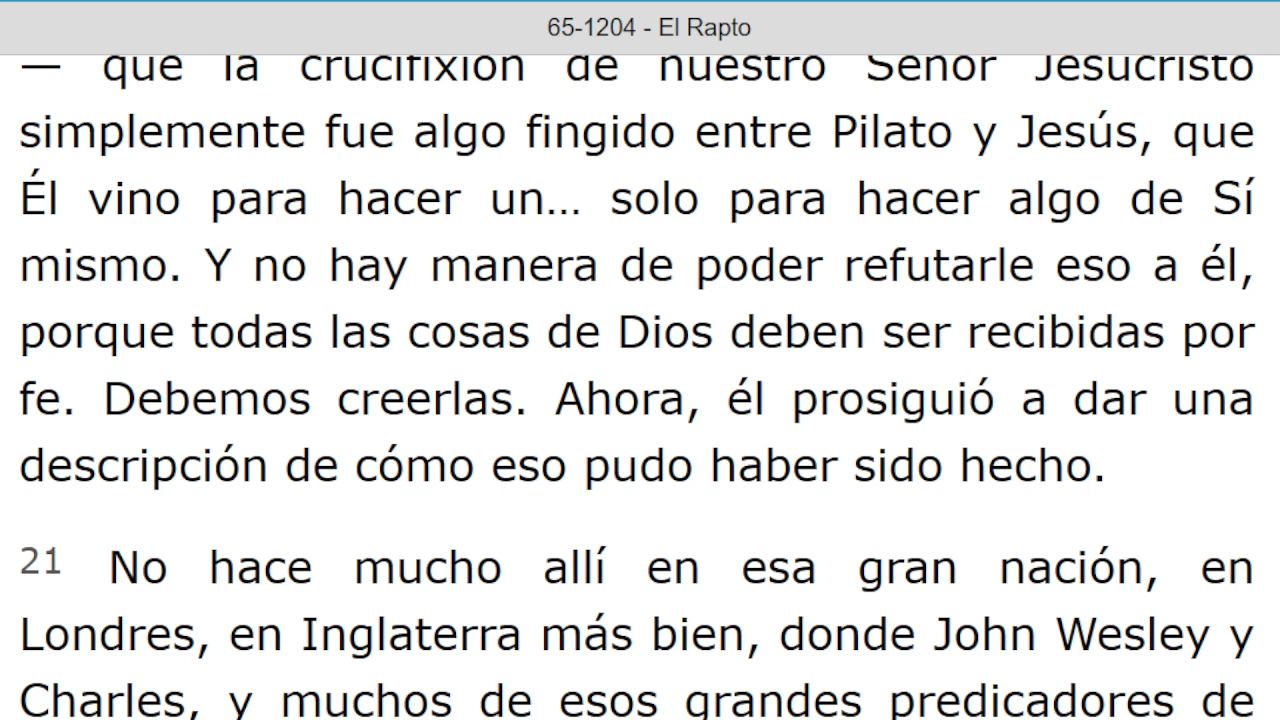 65-1204 - El Rapto
— que la crucifixión de nuestro Señor Jesucristo
simplemente fue algo fingido entre Pilato y Jesús, que
Él vino para hacer un... solo para hacer algo de Sí
mismo. Y no hay manera de poder refutarle eso a él,
porque todas las cosas de Dios deben ser recibidas por
fe. Debemos creerlas. Ahora, él prosiguió a dar una
descripción de cómo eso pudo haber sido hecho.
21 No hace mucho allí en esa gran nación, en
Londres, en Inglaterra más bien, donde John Wesley y
Charles, y muchos de esos grandes predicadores de